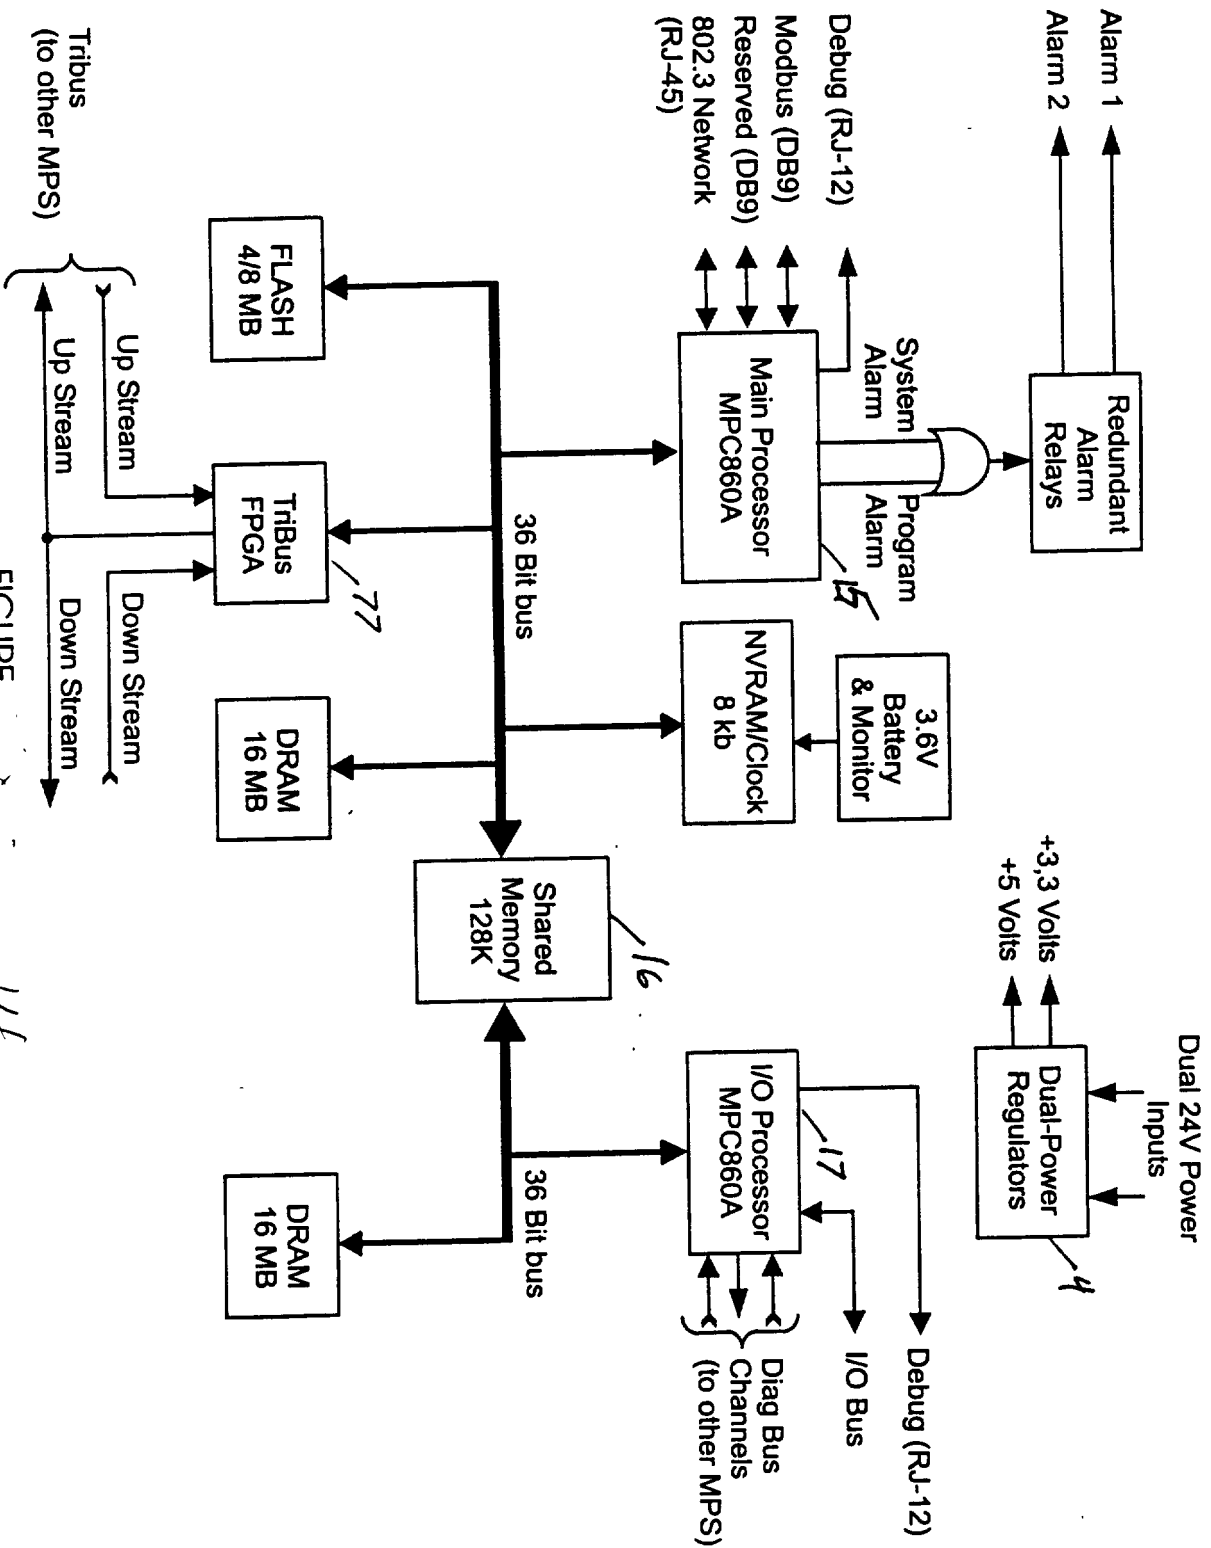 Alarm 1
Alarm 2
Redundant
Alarm
Relays
Dual 24V Power
Inputs
+3,3 Volts
+5 Volts
Dual-Power
Regulators
4
3.6V
Battery
& Monitor
System
Alarm
Program
Alarm
Debug (RJ-12)
Modbus (DB9)
Reserved (DB9)
802.3 Network
(RJ-45)
Main Processor
MPC860A
15
NVRAM/Clock
8 kb
I/O Processor
MPC860A
17
Debug (RJ-12)
I/O Bus
Diag Bus
Channels
(to other MPS)
36 Bit bus
Shared
Memory
128K
16
36 Bit bus
FLASH
4/8 MB
TriBus
FPGA
77
DRAM
16 MB
DRAM
16 MB
Tribus
(to other MPS)
Up Stream
Down Stream
Up Stream
Down Stream
FIGURE